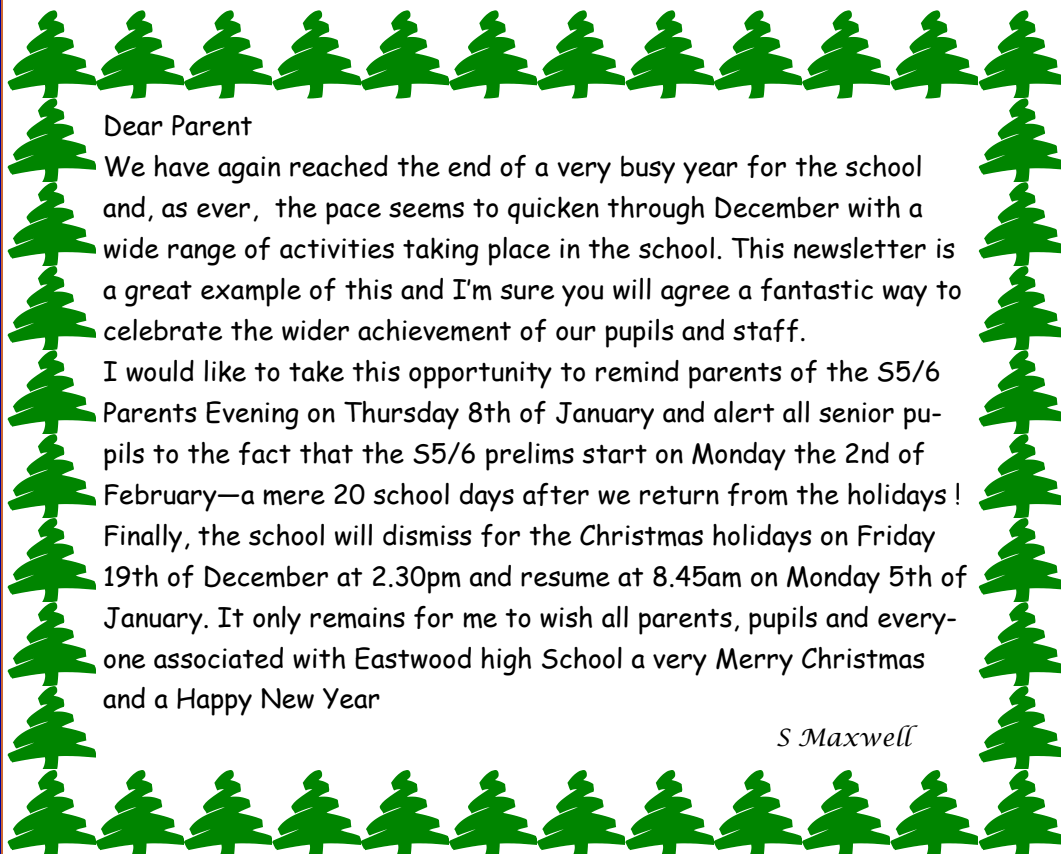 Dear Parent
We have again reached the end of a very busy year for the school
and, as ever,  the pace seems to quicken through December with a
wide range of activities taking place in the school. This newsletter is
a great example of this and I’m sure you will agree a fantastic way to
celebrate the wider achievement of our pupils and staff.
I would like to take this opportunity to remind parents of the S5/6
Parents Evening on Thursday 8th of January and alert all senior pu-
pils to the fact that the S5/6 prelims start on Monday the 2nd of
February—a mere 20 school days after we return from the holidays !
Finally, the school will dismiss for the Christmas holidays on Friday
19th of December at 2.30pm and resume at 8.45am on Monday 5th of
January. It only remains for me to wish all parents, pupils and every-
one associated with Eastwood high School a very Merry Christmas
and a Happy New Year
S Maxwell